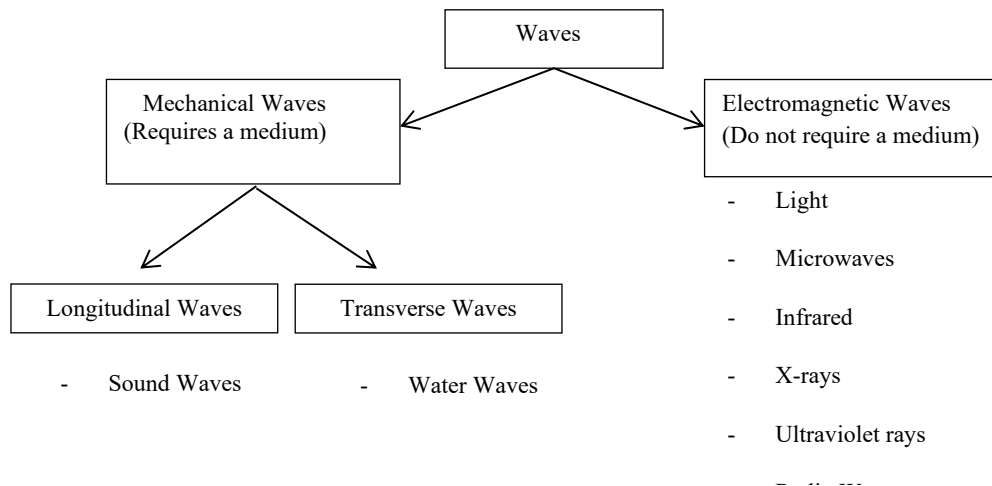 Waves
Mechanical Waves
(Requires a medium)
Electromagnetic Waves
(Do not require a medium)
- Light
- Microwaves
- Infrared
- X-rays
- Ultraviolet rays
Longitudinal Waves
Transverse Waves
- Sound Waves
- Water Waves